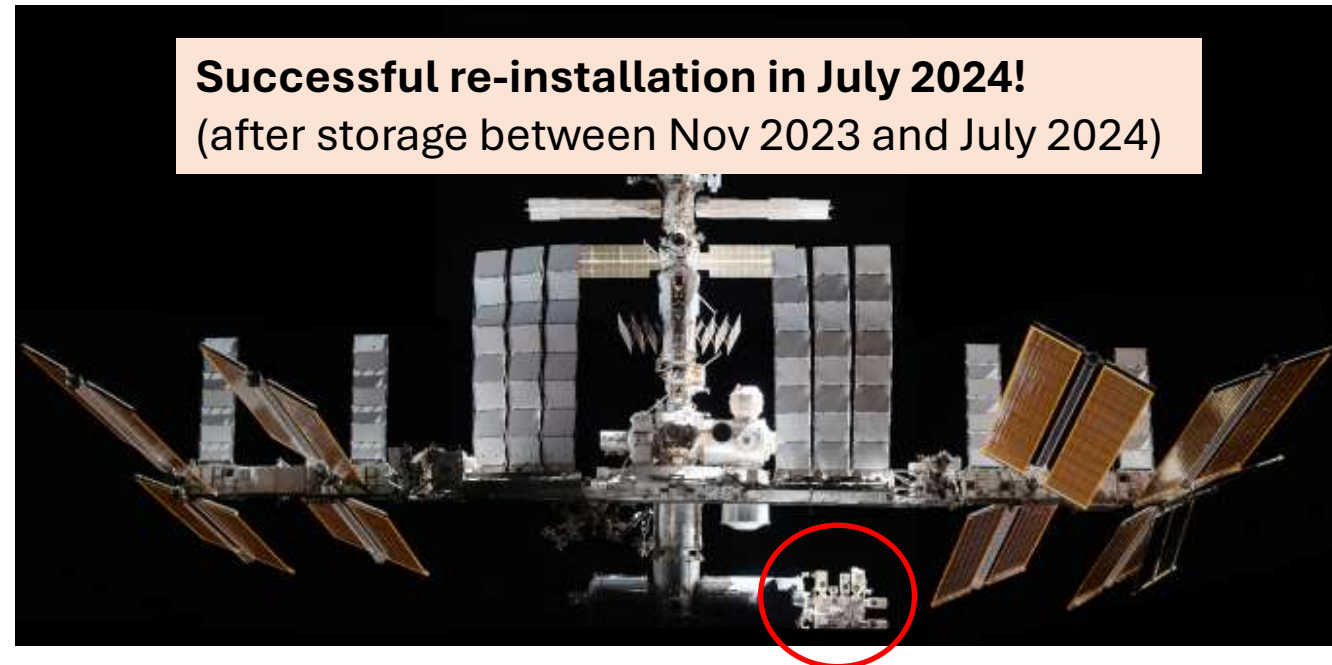 Successful re-installation in July 2024!
(after storage between Nov 2023 and July 2024)